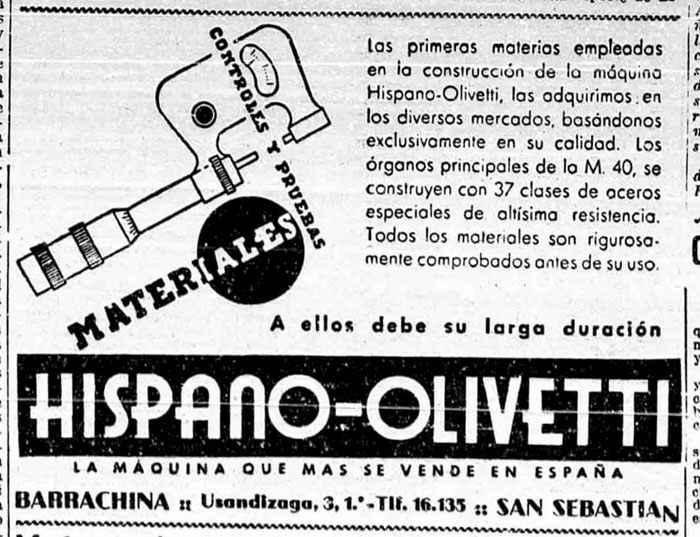 CONTROLES Y PRUEBAS
MATERIALES
Las primeras materias empleadas
en la construcción de la máquina
Hispano-Olivetti, las adquirimos en
los diversos mercados, basándonos
exclusivamente en su calidad. Los
órganos principales de la M. 40, se
construyen con 37 clases de aceros
especiales de altísima resistencia.
Todos los materiales son rigurosa-
mente comprobados antes de su uso.
A ellos debe su larga duración
HISPANO-OLIVETTI
LA MÁQUINA QUE MAS SE VENDE EN ESPAÑA
BARRACHINA :: Usandizaga, 3, 1.º-Tlf. 16.135 :: SAN SEBASTIAN